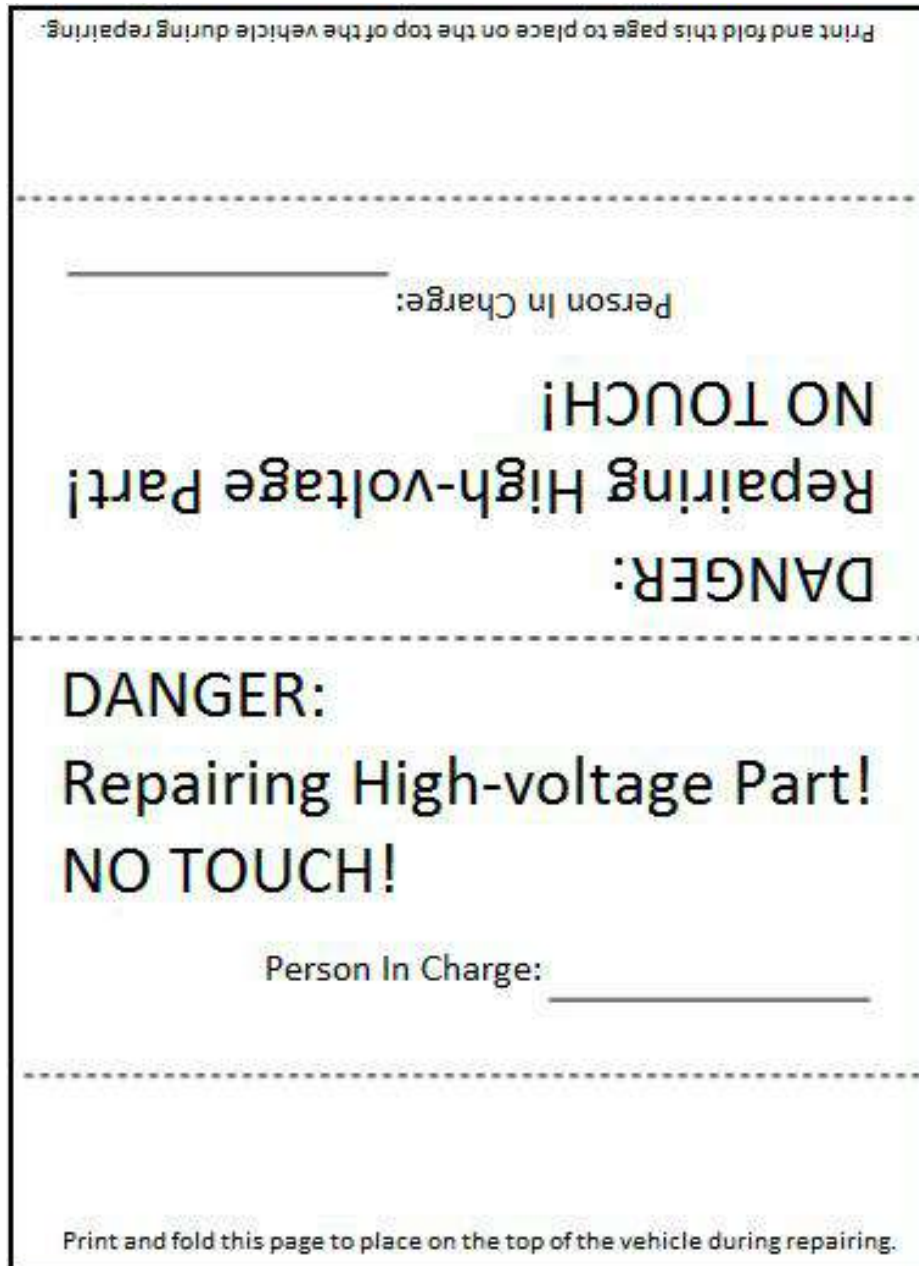 Print and fold this page to place on the top of the vehicle during repairing.
Person In Charge:
NO TOUCH!
Repairing High-voltage Part!
DANGER:
DANGER:
Repairing High-voltage Part!
NO TOUCH!
Person In Charge:
Print and fold this page to place on the top of the vehicle during repairing.